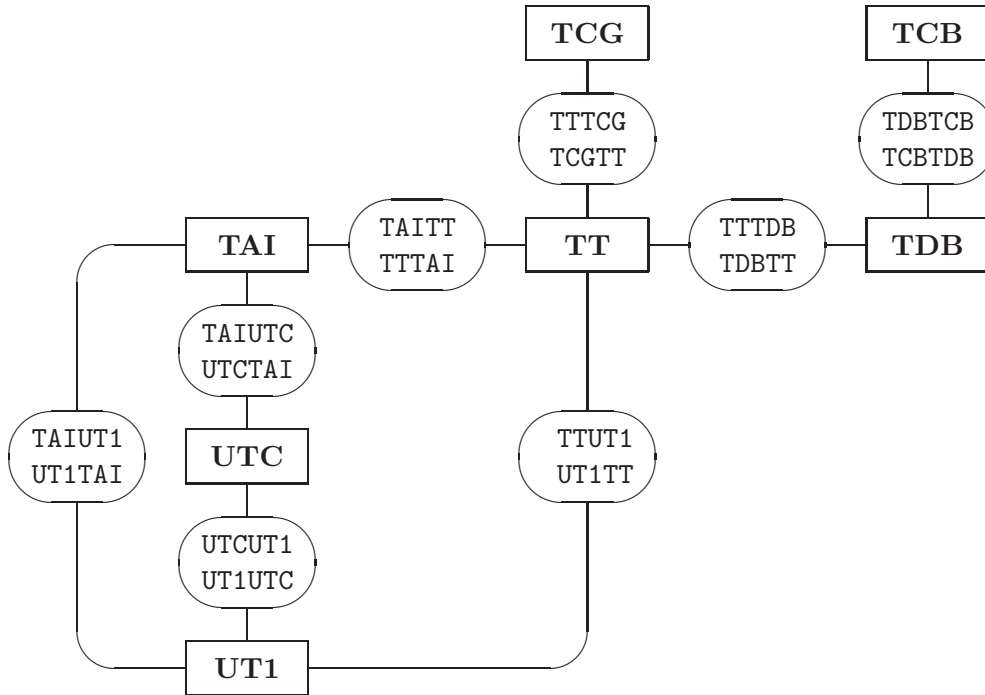 TCG
TCB
TTTCG
TCGTT
TDBTCB
TCBTDB
TAI
TAITT
TTTAI
TT
TTTDB
TDBTT
TDB
TAIUTC
UTCTAI
TAIUT1
UT1TAI
UTC
TTUT1
UT1TT
UTCUT1
UT1UTC
UT1